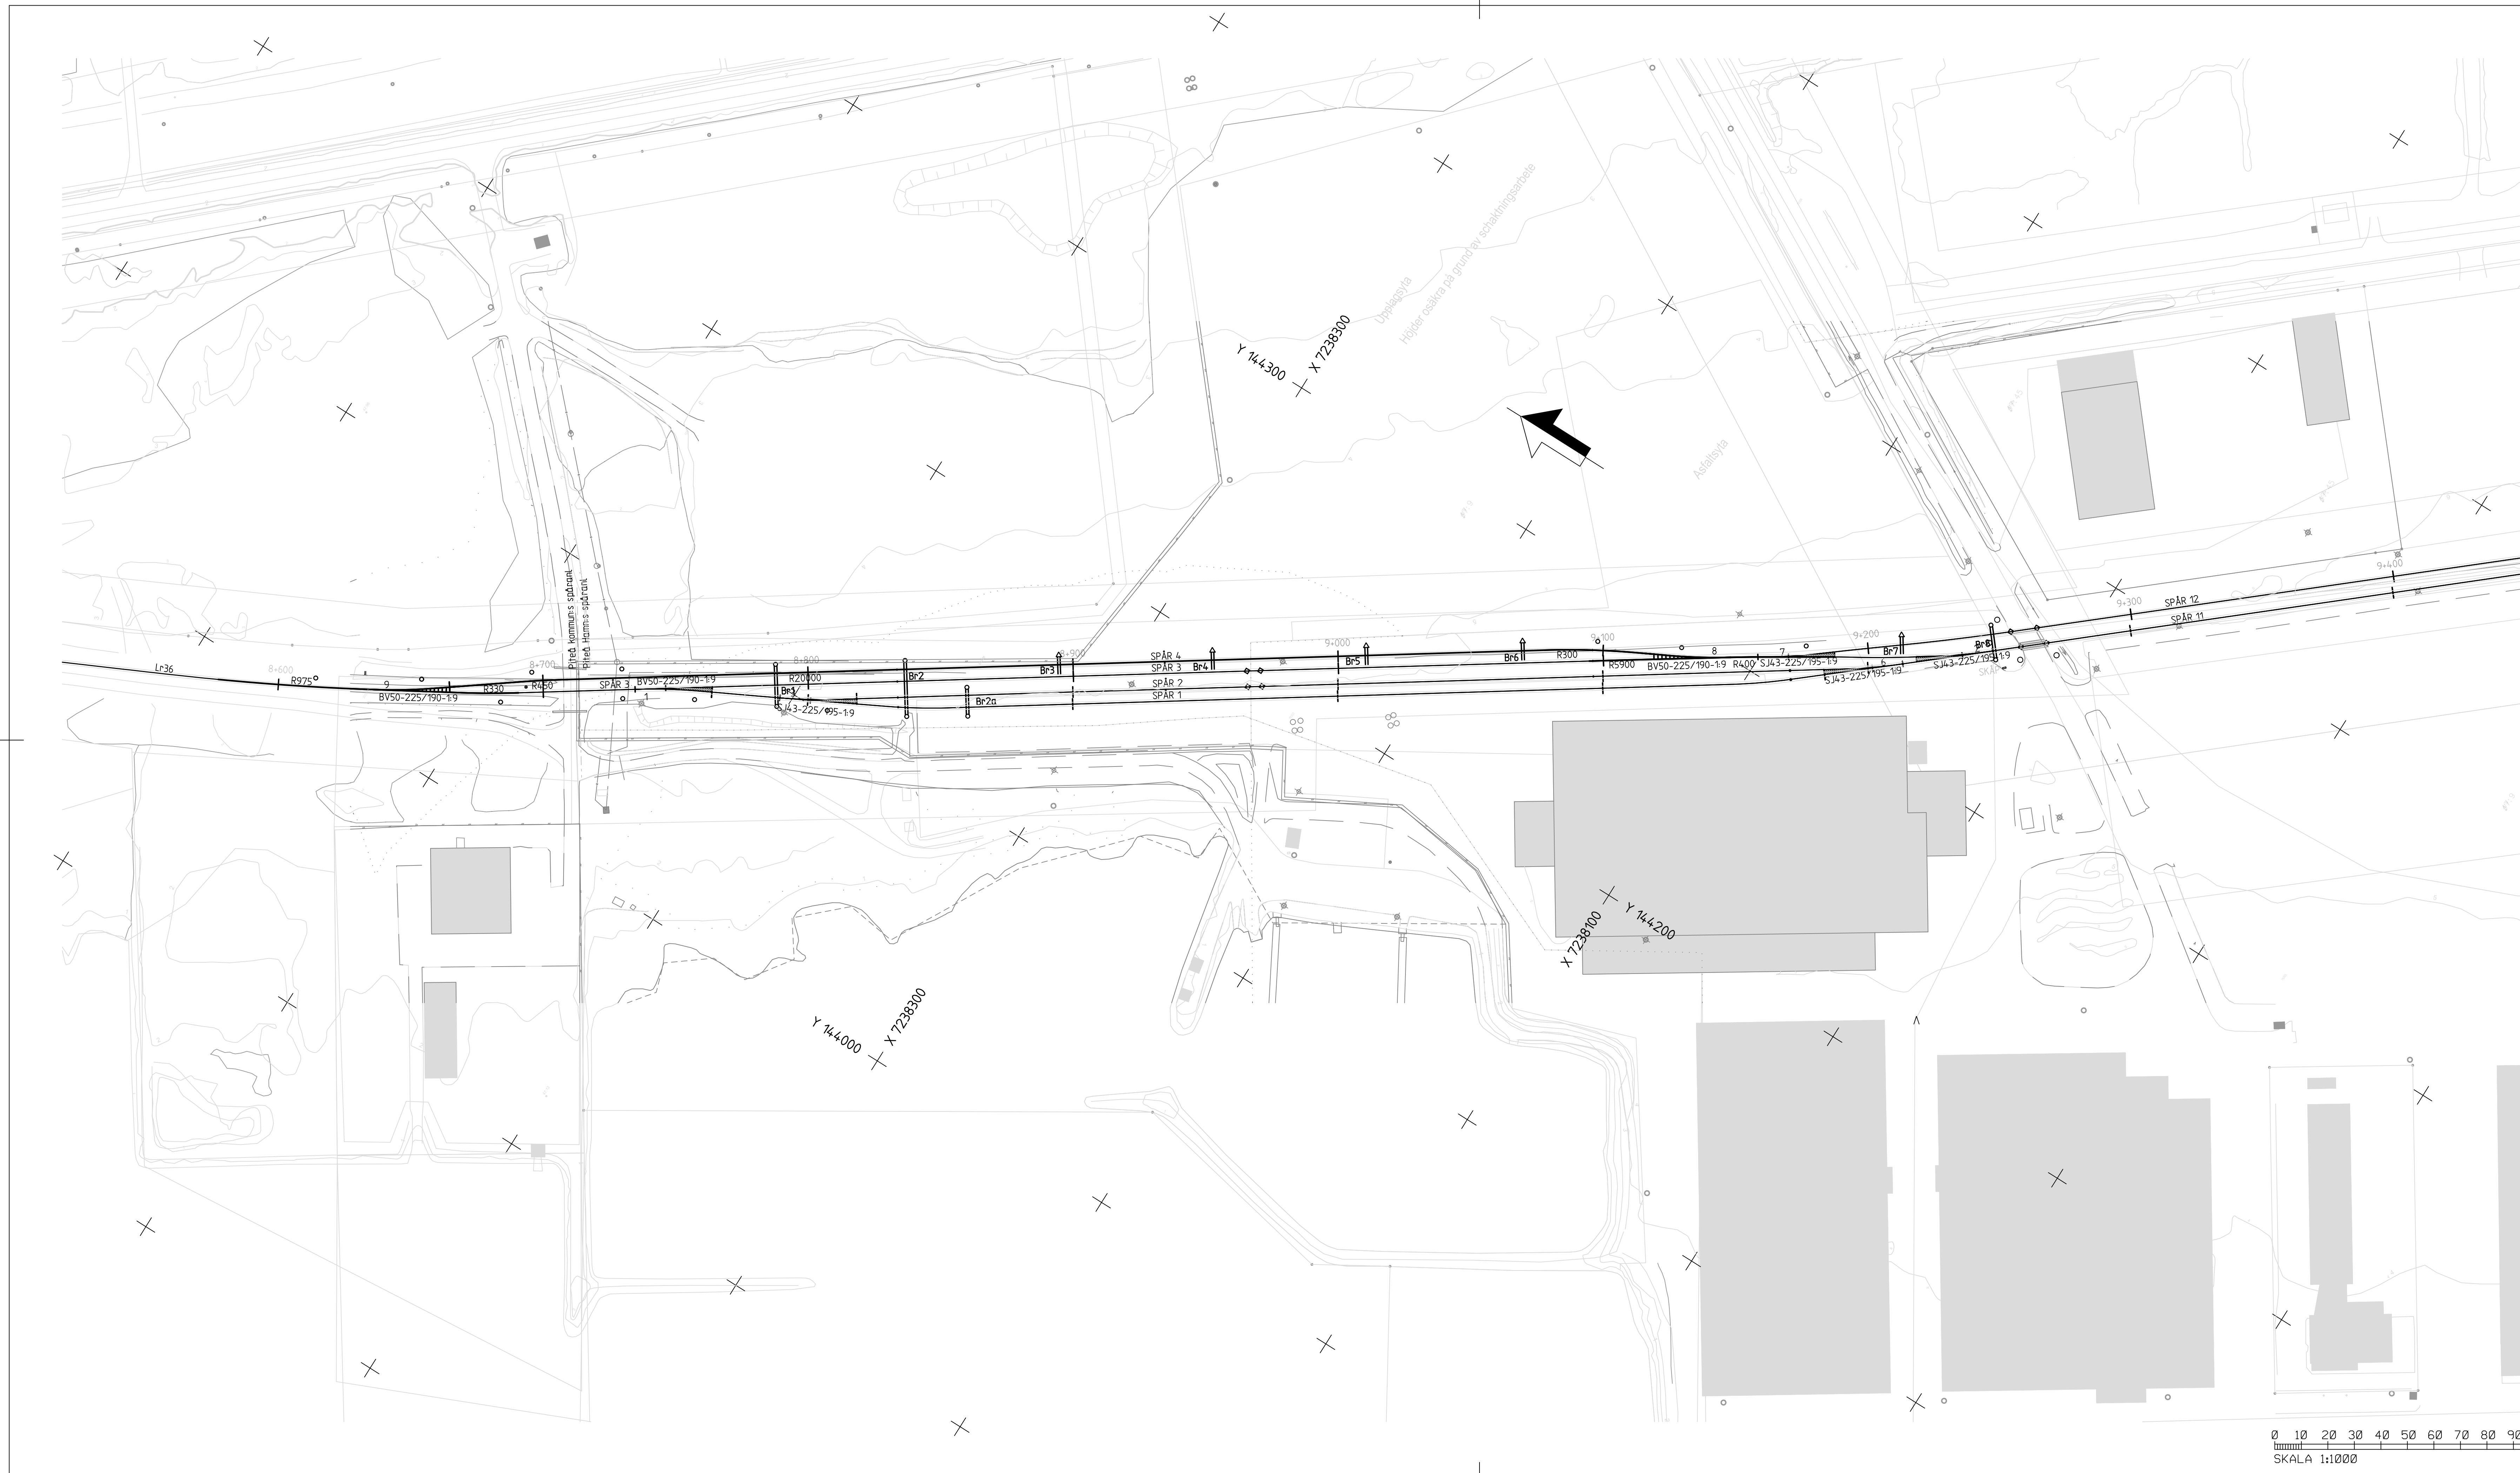 Upplagsyta
Höjder osäkra på grund av schaktningsarbete
Y 144300
X 7238300
Asfaltsyta
Piteå kommun:s spåranl
Piteå Hamn:s spåranl
9+400
9+300
SPÅR 12
SPÅR 11
Lr36
8+600
R975
9
BV50-225/190-1:9
R330
8+700
R450
SPÅR 3
1
BV50-225/190-1:9
8+800
R20000
Br1
SJ43-225/195-1:9
Br2
Br2a
8+900
Br3
SPÅR 4
SPÅR 3
SPÅR 2
SPÅR 1
Br4
9+000
Br5
Br6
R300
9+100
R5900
8
BV50-225/190-1:9
R400
7
SJ43-225/195-1:9
9+200
Br7
6
SJ43-225/195-1:9
SJ43-225/195-1:9
Br8
X 7238100
Y 144200
Y 144000
X 7238300
0 10 20 30 40 50 60 70 80 90
SKALA 1:1000